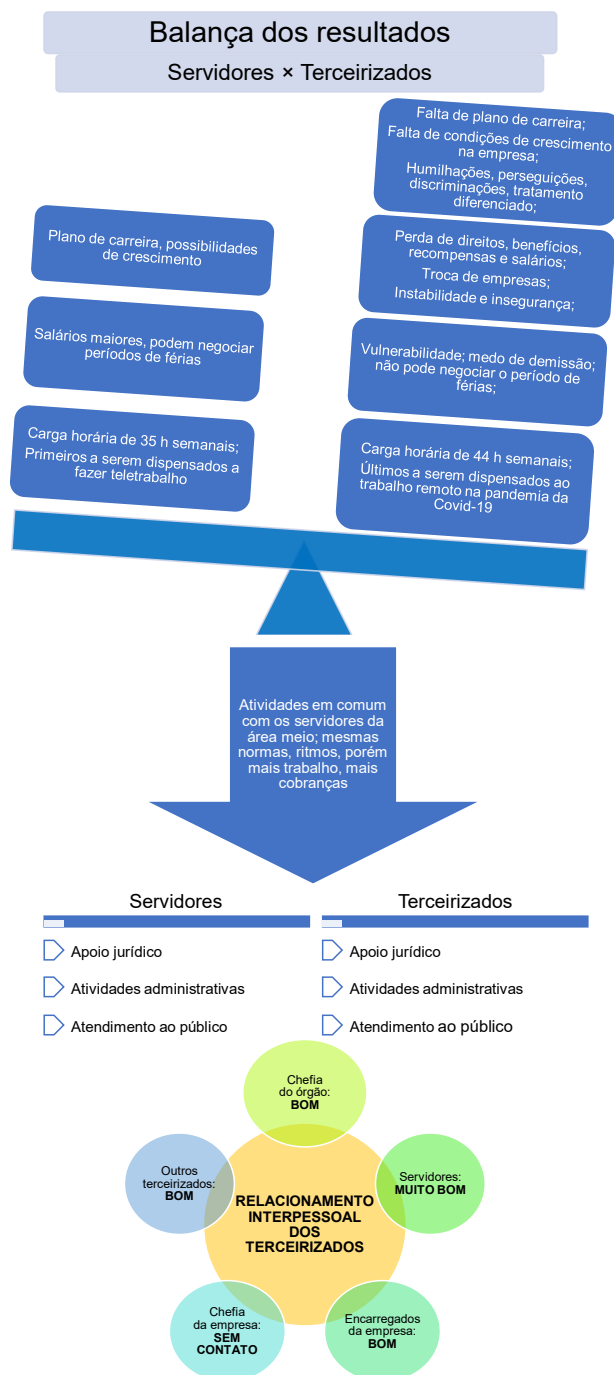 Balança dos resultados
Servidores × Terceirizados
Plano de carreira, possibilidades
de crescimento
Salários maiores, podem negociar
períodos de férias
Carga horária de 35 h semanais;
Primeiros a serem dispensados a
fazer teletrabalho
Falta de plano de carreira;
Falta de condições de crescimento
na empresa;
Humilhações, perseguições,
discriminações, tratamento
diferenciado;
Perda de direitos, benefícios,
recompensas e salários;
Troca de empresas;
Instabilidade e insegurança;
Vulnerabilidade; medo de demissão;
não pode negociar o período de
férias;
Carga horária de 44 h semanais;
Últimos a serem dispensados ao
trabalho remoto na pandemia da
Covid-19
Atividades em comum
com os servidores da
área meio; mesmas
normas, ritmos, porém
mais trabalho, mais
cobranças
Servidores
Apoio jurídico
Atividades administrativas
Atendimento ao público
Terceirizados
Apoio jurídico
Atividades administrativas
Atendimento ao público
Chefia
do órgão:
BOM
Outros
terceirizados:
BOM
Servidores:
MUITO BOM
RELACIONAMENTO
INTERPESSOAL
DOS
TERCEIRIZADOS
Chefia
da empresa:
SEM
CONTATO
Encarregados
da empresa:
BOM